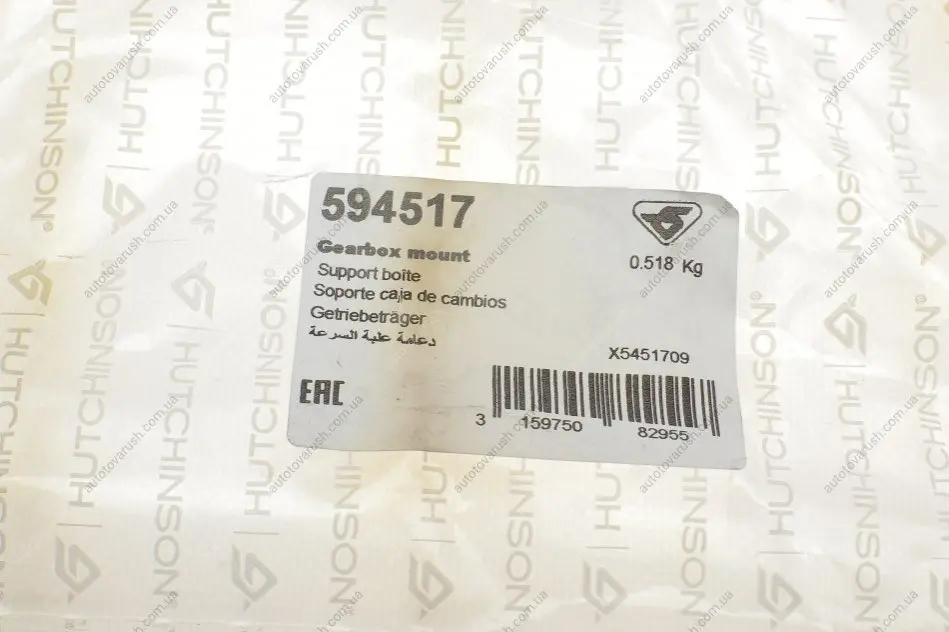 594517
Gearbox mount
Support boîte
Soporte caja de cambios
Getriebeträger
دعامة علبة السرعة
0.518 Kg
X5451709
EAC
3 159750 82955
HUTCHINSON®
autotovarush.com.ua